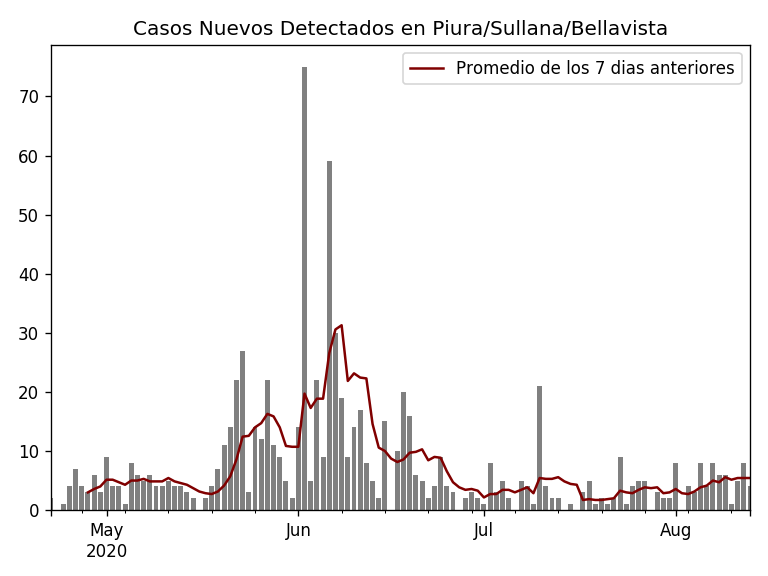 Casos Nuevos Detectados en Piura/Sullana/Bellavista
Promedio de los 7 dias anteriores
70
60
50
40
30
20
10
0
May
2020
Jun
Jul
Aug